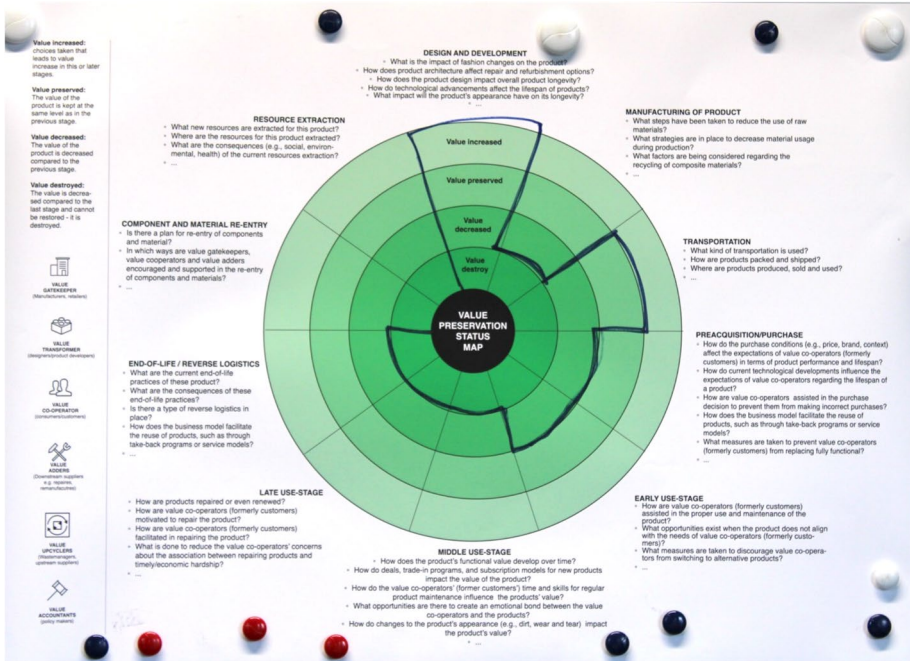 Value increased:
choices taken that
leads to value
increase in this or later
stages.
Value preserved:
The value of the
product is kept at the
same level as in the
previous stage.
Value decreased:
The value of the
product is decreased
compared to the
previous stage.
Value destroyed:
The value is decrea-
sed compared to the
last stage and cannot
be restored - it is
destroyed.
VALUE
GATEKEEPER
(Manufacturers, retailers)
VALUE
TRANSFORMER
(designers/product developers)
VALUE
CO-OPERATOR
(consumers/customers)
VALUE
ADDERS
(Downstream suppliers
e.g. repairers,
VALUE
UPCYCLERS
(Wastemanagers,
upstream suppliers)
VALUE
ACCOUNTANTS
(policy makers)
DESIGN AND DEVELOPMENT
• What is the impact of fashion changes on the product?
• How does product architecture affect repair and refurbishment options?
• How does the product design impact overall product longevity?
• How do technological advancements affect the lifespan of products?
• What impact will the product's appearance have on its longevity?
• ...
MANUFACTURING OF PRODUCT
• What steps have been taken to reduce the use of raw
materials?
• What strategies are in place to decrease material usage
during production?
• What factors are being considered regarding the
recycling of composite materials?
• ...
TRANSPORTATION
• What kind of transportation is used?
• How are products packed and shipped?
• Where are products produced, sold and used?
• ...
PREACQUISITION/PURCHASE
• How do the purchase conditions (e.g., price, brand, context)
affect the expectations of value co-operators (formerly
customers) in terms of product performance and lifespan?
• How do current technological developments influence the
expectations of value co-operators regarding the lifespan of
a product?
• How are value co-operators assisted in the purchase
decision to prevent them from making incorrect purchases?
• How does the business model facilitate the reuse of
products, such as through take-back programs or service
models?
• What measures are taken to prevent value co-operators
(formerly customers) from replacing fully functional?
• ...
EARLY USE-STAGE
• How are value co-operators (formerly customers)
assisted in the proper use and maintenance of the
product?
• What opportunities exist when the product does not align
with the needs of value co-operators (formerly custo-
mers)?
• What measures are taken to discourage value co-opera-
tors from switching to alternative products?
• ...
MIDDLE USE-STAGE
• How does the product's functional value develop over time?
• How do deals, trade-in programs, and subscription models for new products
impact the value of the product?
• How do the value co-operators' (former customers') time and skills for regular
product maintenance influence the products' value?
• What opportunities are there to create an emotional bond between the value
co-operators and the products?
• How do changes to the product's appearance (e.g., dirt, wear and tear) impact
the product's value?
• ...
LATE USE-STAGE
• How are products repaired or even renewed?
• How are value co-operators (formerly customers)
motivated to repair the product?
• How are value co-operators (formerly customers)
facilitated in repairing the product?
• What is done to reduce the value co-operators' concerns
about the association between repairing products and
timely/economic hardship?
• ...
END-OF-LIFE / REVERSE LOGISTICS
• What are the current end-of-life
practices of these product?
• What are the consequences of these
end-of-life practices?
• Is there a type of reverse logistics in
place?
• How does the business model facilitate
the reuse of products, such as through
take-back programs or service models?
• ...
COMPONENT AND MATERIAL RE-ENTRY
• Is there a plan for re-entry of components
and material?
• In which ways are value gatekeepers,
value cooperators and value adders
encouraged and supported in the re-entry
of components and materials?
• ...
RESOURCE EXTRACTION
• What new resources are extracted for this product?
• Where are the resources for this product extracted?
• What are the consequences (e.g., social, environ-
mental, health) of the current resources extraction?
• ...
Value increased
Value preserved
Value
decreased
Value
destroy
VALUE
PRESERVATION
STATUS
MAP